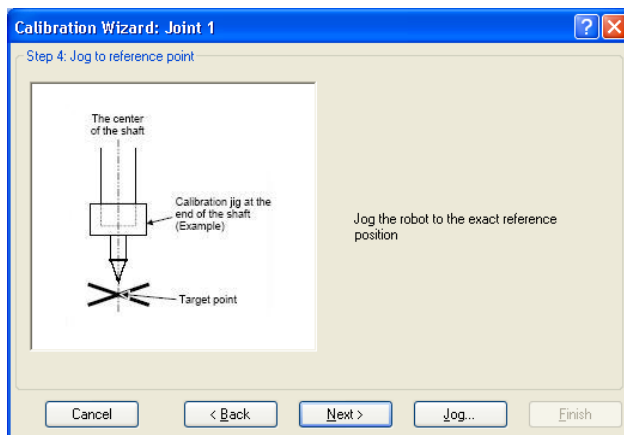 Calibration Wizard: Joint 1
Step 4: Jog to reference point
The center
of the shaft
Calibration jig at the
end of the shaft
(Example)
Target point
Jog the robot to the exact reference
position
Cancel
< Back
Next >
Jog...
Finish